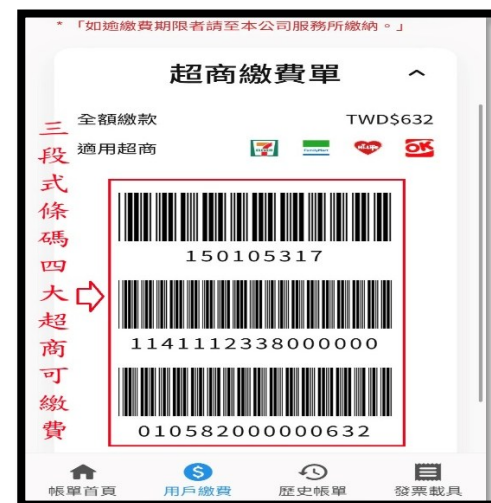 * 「如逾繳費期限者請至本公司服務所繳納。」
超商繳費單
全額繳款 TWD$632
適用超商
三段式條碼四大超商可繳費
150105317
1141112338000000
010582000000632
帳單首頁 用戶繳費 歷史帳單 發票載具